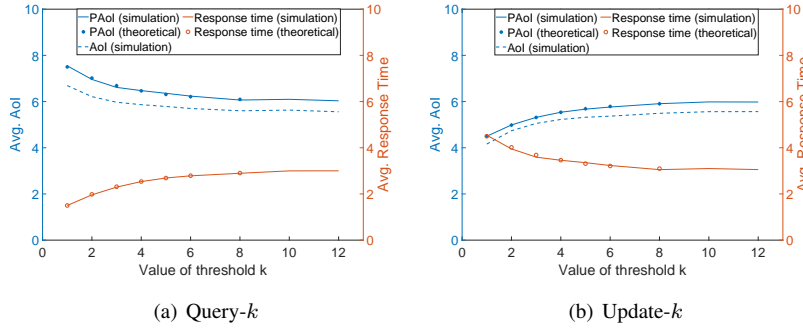 PAoI (simulation) Response time (simulation)
PAoI (theoretical) Response time (theoretical)
AoI (simulation)
10
8
6
4
2
0
Avg. AoI
10
8
6
4
2
0
Avg. Response Time
0 2 4 6 8 10 12
Value of threshold k
(a) Query-k
PAoI (simulation) Response time (simulation)
PAoI (theoretical) Response time (theoretical)
AoI (simulation)
10
8
6
4
2
0
Avg. AoI
10
8
6
4
2
0
Avg. Response Time
0 2 4 6 8 10 12
Value of threshold k
(b) Update-k